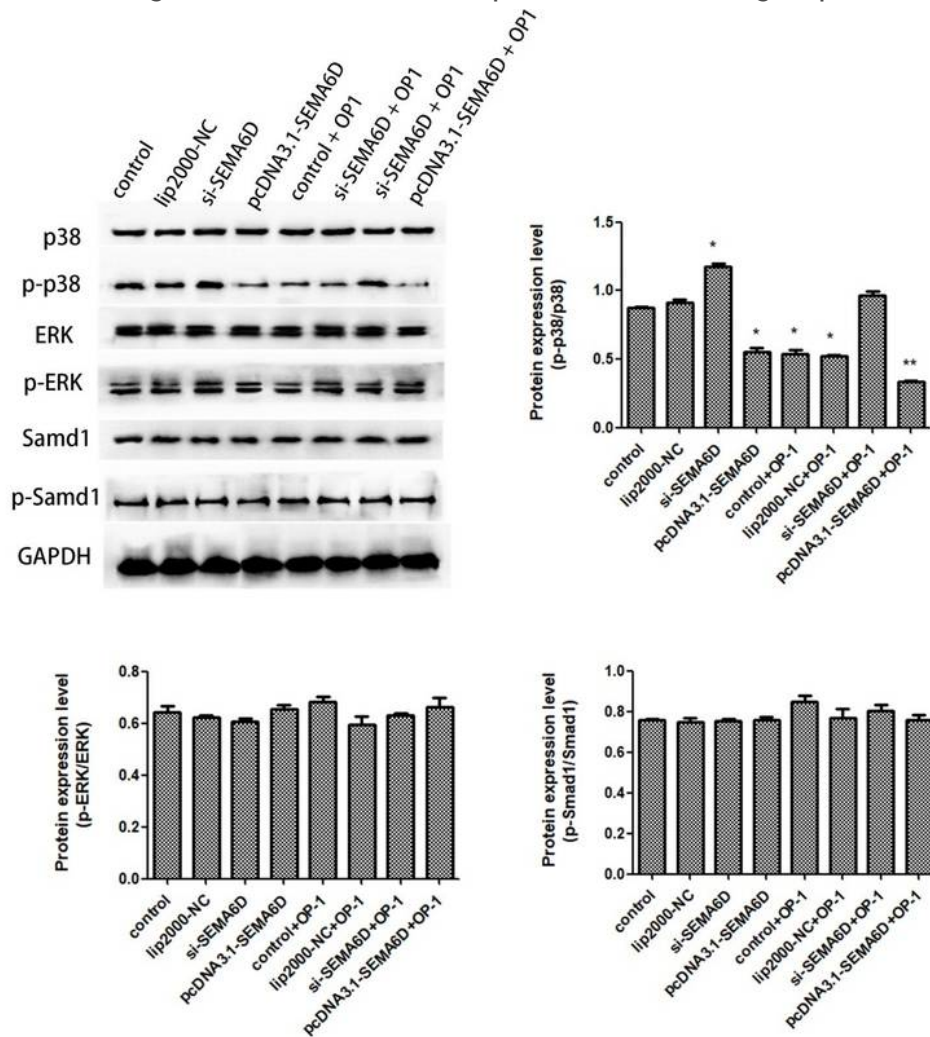 control
lip2000-NC
si-SEMA6D
pcDNA3.1-SEMA6D
control + OP1
si-SEMA6D + OP1
si-SEMA6D + OP1
pcDNA3.1-SEMA6D + OP1
p38
p-p38
ERK
p-ERK
Samd1
p-Samd1
GAPDH
Protein expression level
(p-p38/p38)
1.5
1.0
0.5
0.0
*
*
*
*
**
control
lip2000-NC
si-SEMA6D
pcDNA3.1-SEMA6D
control+OP-1
lip2000-NC+OP-1
si-SEMA6D+OP-1
pcDNA3.1-SEMA6D+OP-1
Protein expression level
(p-ERK/ERK)
0.8
0.6
0.4
0.2
0.0
control
lip2000-NC
si-SEMA6D
pcDNA3.1-SEMA6D
control+OP-1
lip2000-NC+OP-1
si-SEMA6D+OP-1
pcDNA3.1-SEMA6D+OP-1
Protein expression level
(p-Smad1/Smad1)
1.0
0.8
0.6
0.4
0.2
0.0
control
lip2000-NC
si-SEMA6D
pcDNA3.1-SEMA6D
control+OP-1
lip2000-NC+OP-1
si-SEMA6D+OP-1
pcDNA3.1-SEMA6D+OP-1